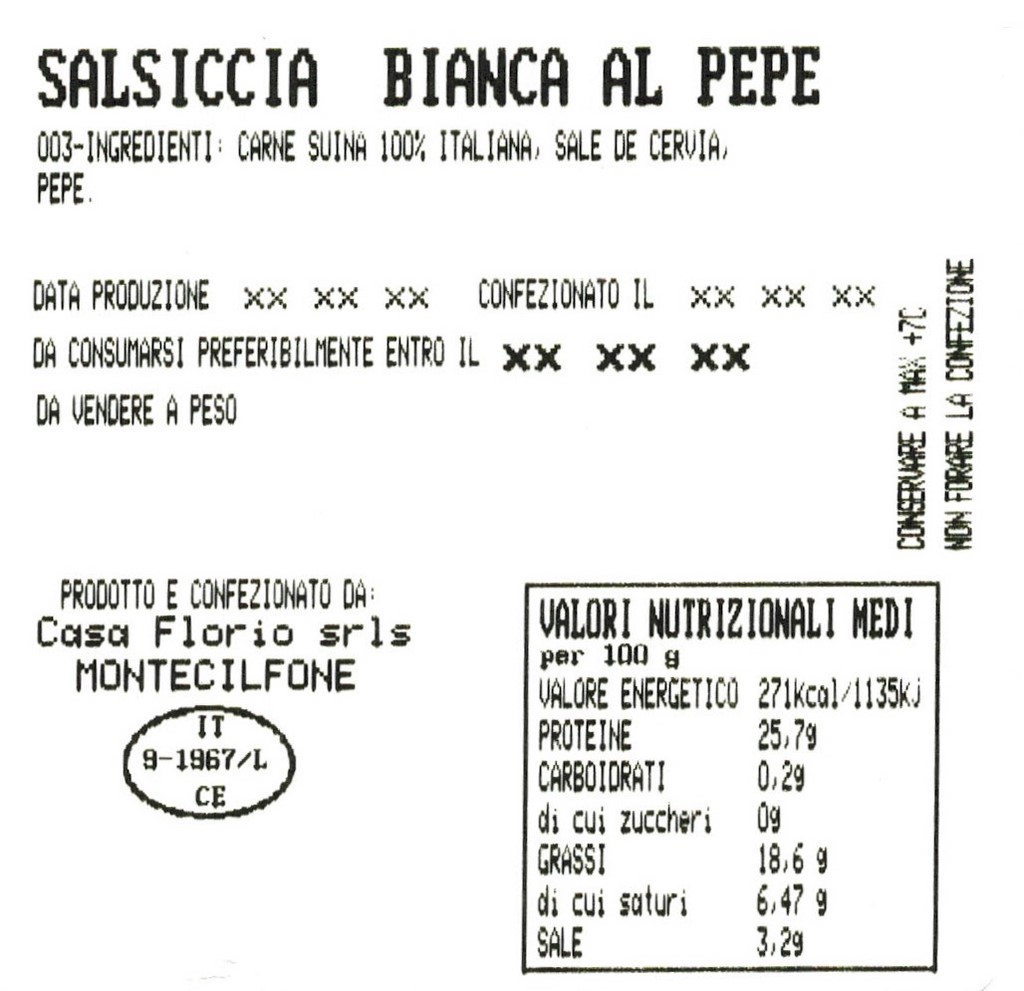 SALSICCIA BIANCA AL PEPE
003-INGREDIENTI: CARNE SUINA 100% ITALIANA, SALE DE CERVIA,
PEPE.
DATA PRODUZIONE XX XX XX CONFEZIONATO IL XX XX XX
DA CONSUMARSI PREFERIBILMENTE ENTRO IL XX XX XX
DA VENDERE A PESO
CONSERVARE A MAX +7C
NON FORARE LA CONFEZIONE
PRODOTTO E CONFEZIONATO DA:
Casa Florio srls
MONTECILFONE
IT
9-1967/L
CE
VALORI NUTRIZIONALI MEDI
per 100 g
VALORE ENERGETICO 271kcal/1135kj
PROTEINE 25,7g
CARBOIDRATI 0,2g
di cui zuccheri 0g
GRASSI 18,6 g
di cui saturi 6,47 g
SALE 3,2g